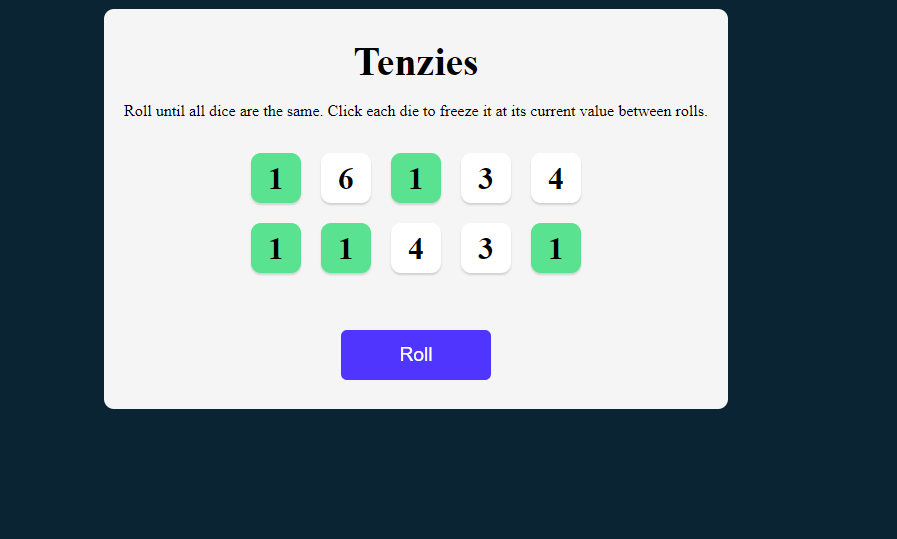 Tenzies
Roll until all dice are the same. Click each die to freeze it at its current value between rolls.
1 6 1 3 4
1 1 4 3 1
Roll